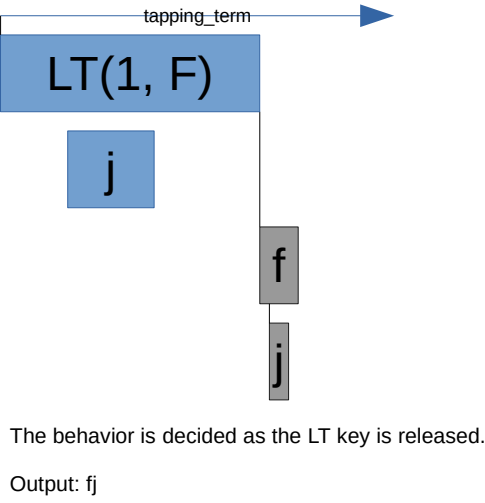 tapping_term
LT(1, F)
j
f
j
The behavior is decided as the LT key is released.
Output: fj